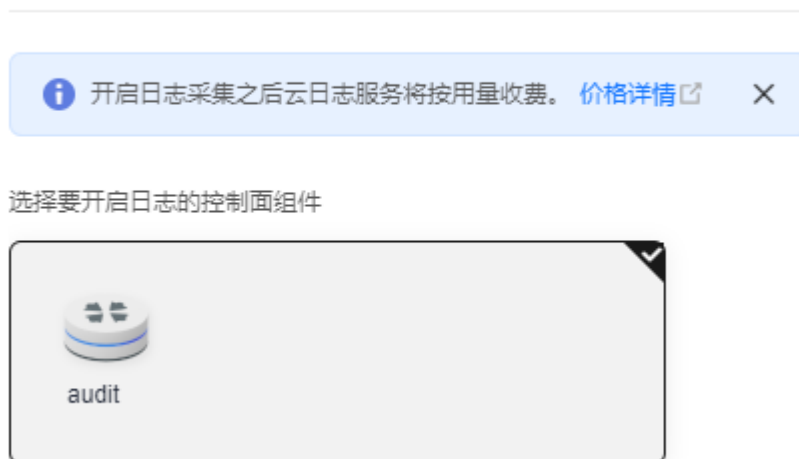 开启日志采集之后云日志服务将按用量收费。 价格详情
选择要开启日志的控制面组件
audit